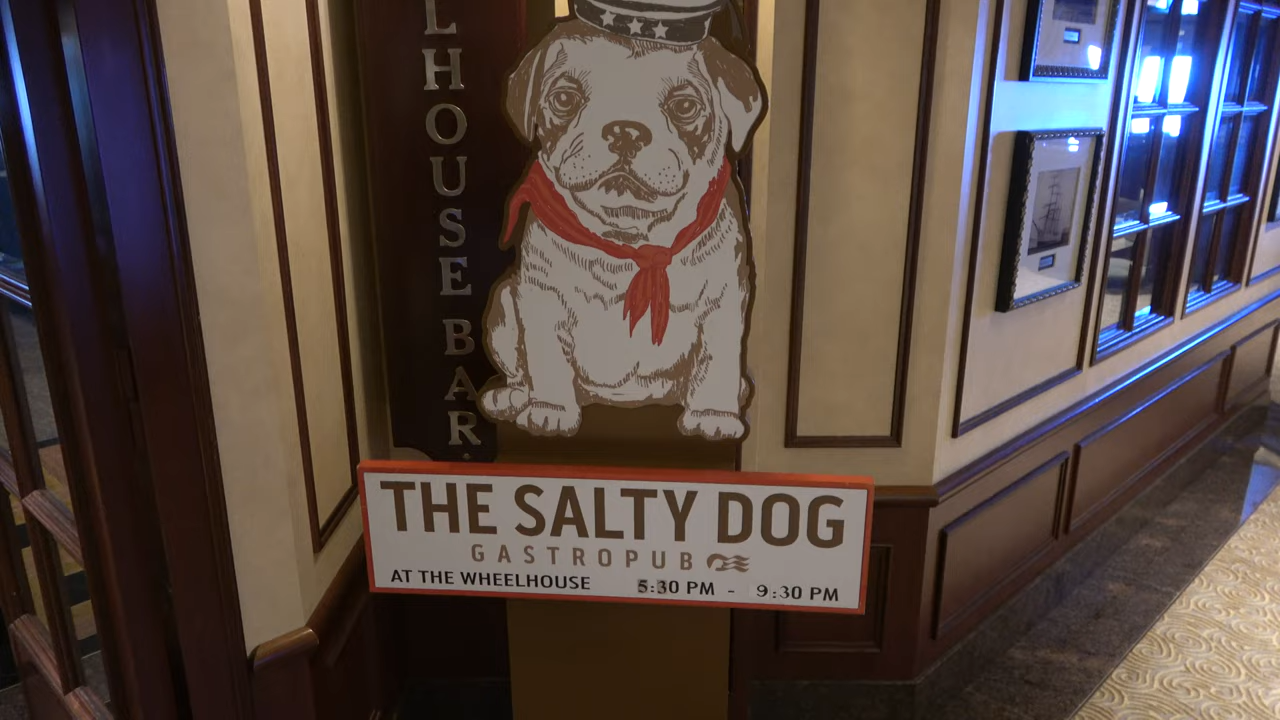 LHOUSE BAR
THE SALTY DOG
GASTROPUB
AT THE WHEELHOUSE 5:30 PM - 9:30 PM